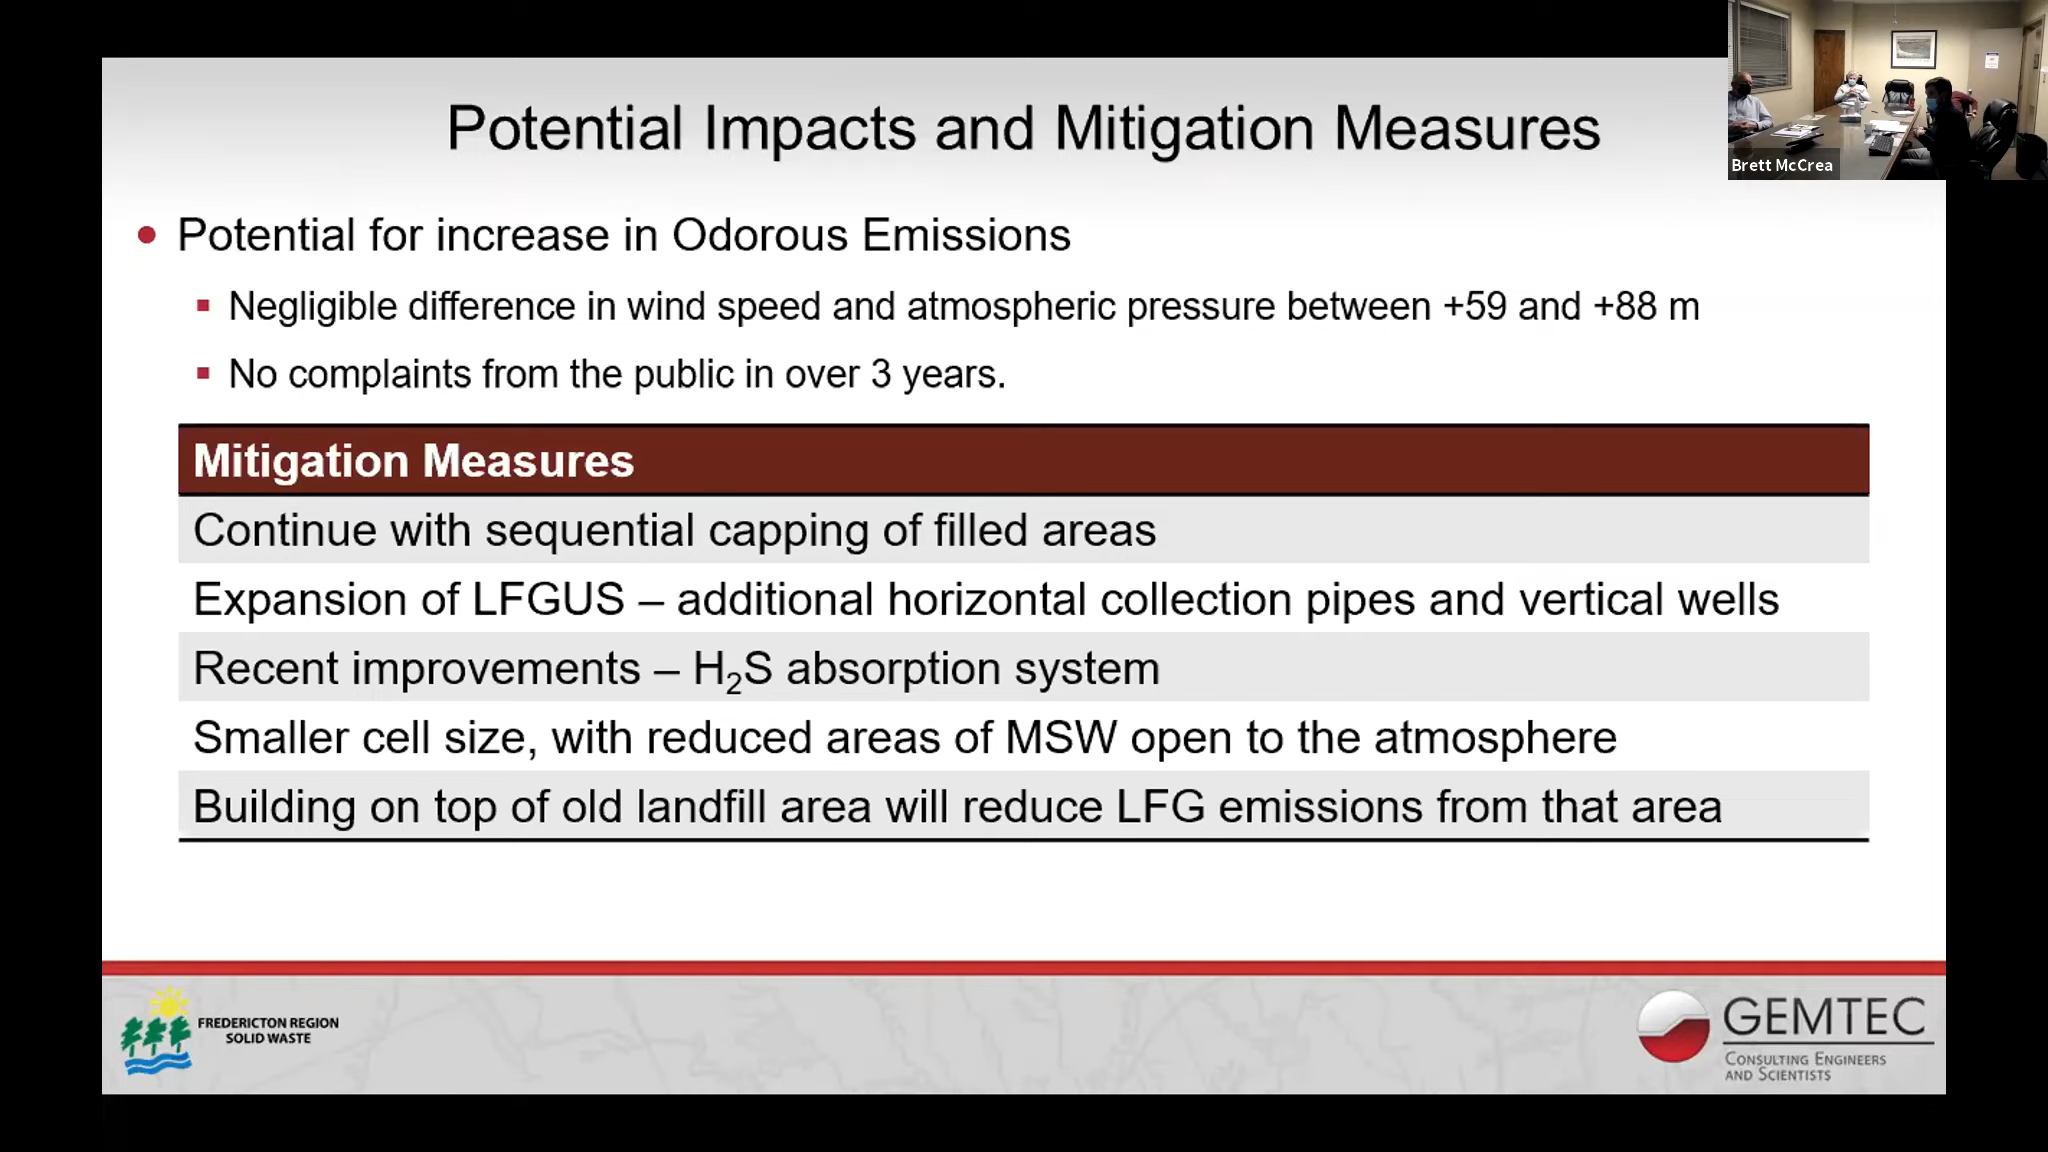 Potential Impacts and Mitigation Measures
Brett McCrea
Potential for increase in Odorous Emissions
Negligible difference in wind speed and atmospheric pressure between +59 and +88 m
No complaints from the public in over 3 years.
Mitigation Measures
Continue with sequential capping of filled areas
Expansion of LFGUS – additional horizontal collection pipes and vertical wells
Recent improvements – H₂S absorption system
Smaller cell size, with reduced areas of MSW open to the atmosphere
Building on top of old landfill area will reduce LFG emissions from that area
FREDERICTON REGION
SOLID WASTE
GEMTEC
CONSULTING ENGINEERS
AND SCIENTISTS